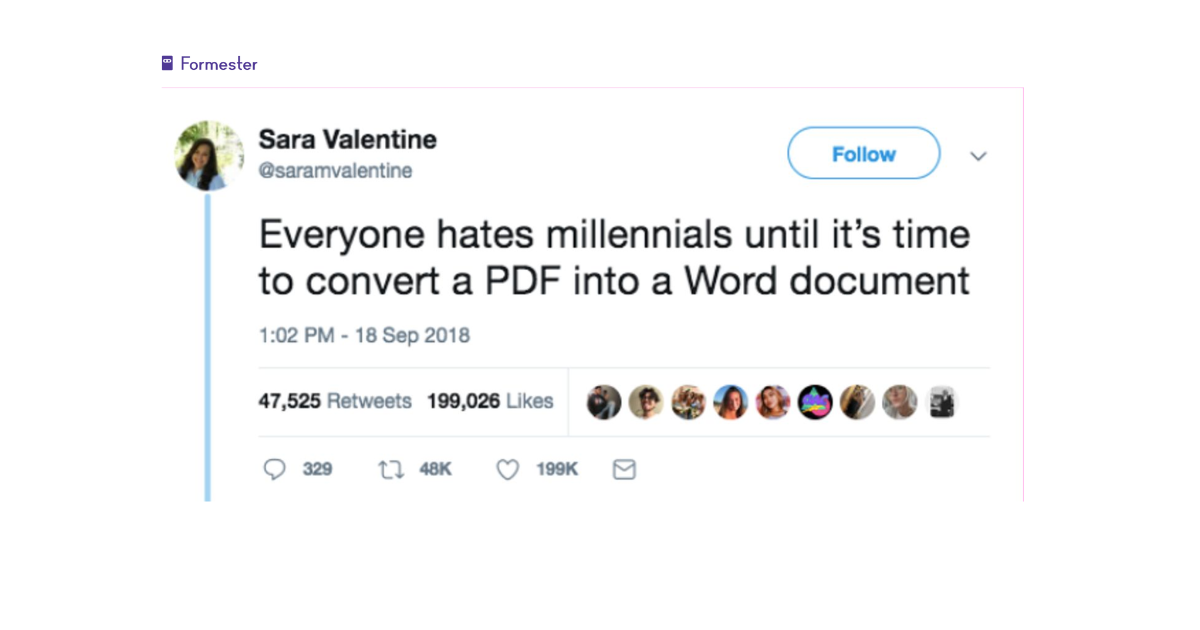 Formester
Sara Valentine
@saramvalentine
Follow
Everyone hates millennials until it’s time
to convert a PDF into a Word document
1:02 PM - 18 Sep 2018
47,525 Retweets 199,026 Likes
329 48K 199K